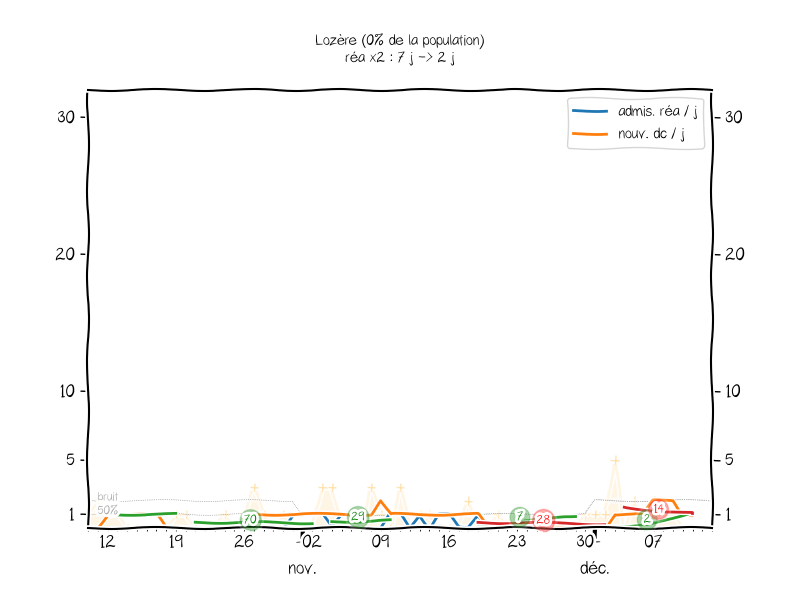 Lozère (0% de la population)
réa x2 : 7 j -> 2 j
admis. réa / j
nouv. dc / j
30 30
20 20
10 10
5 5
bruit
50%
1 1
70 29 7 28 2 14
12 19 26 02 09 16 23 30 07
nov. déc.